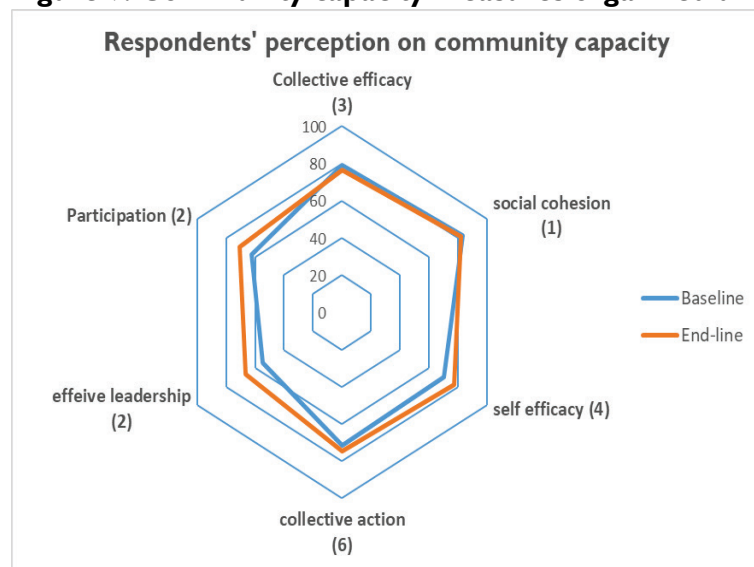 Respondents' perception on community capacity
Collective efficacy
(3)
100
80
60
40
20
0
social cohesion
(1)
self efficacy (4)
collective action
(6)
effeive leadership
(2)
Participation (2)
Baseline
End-line